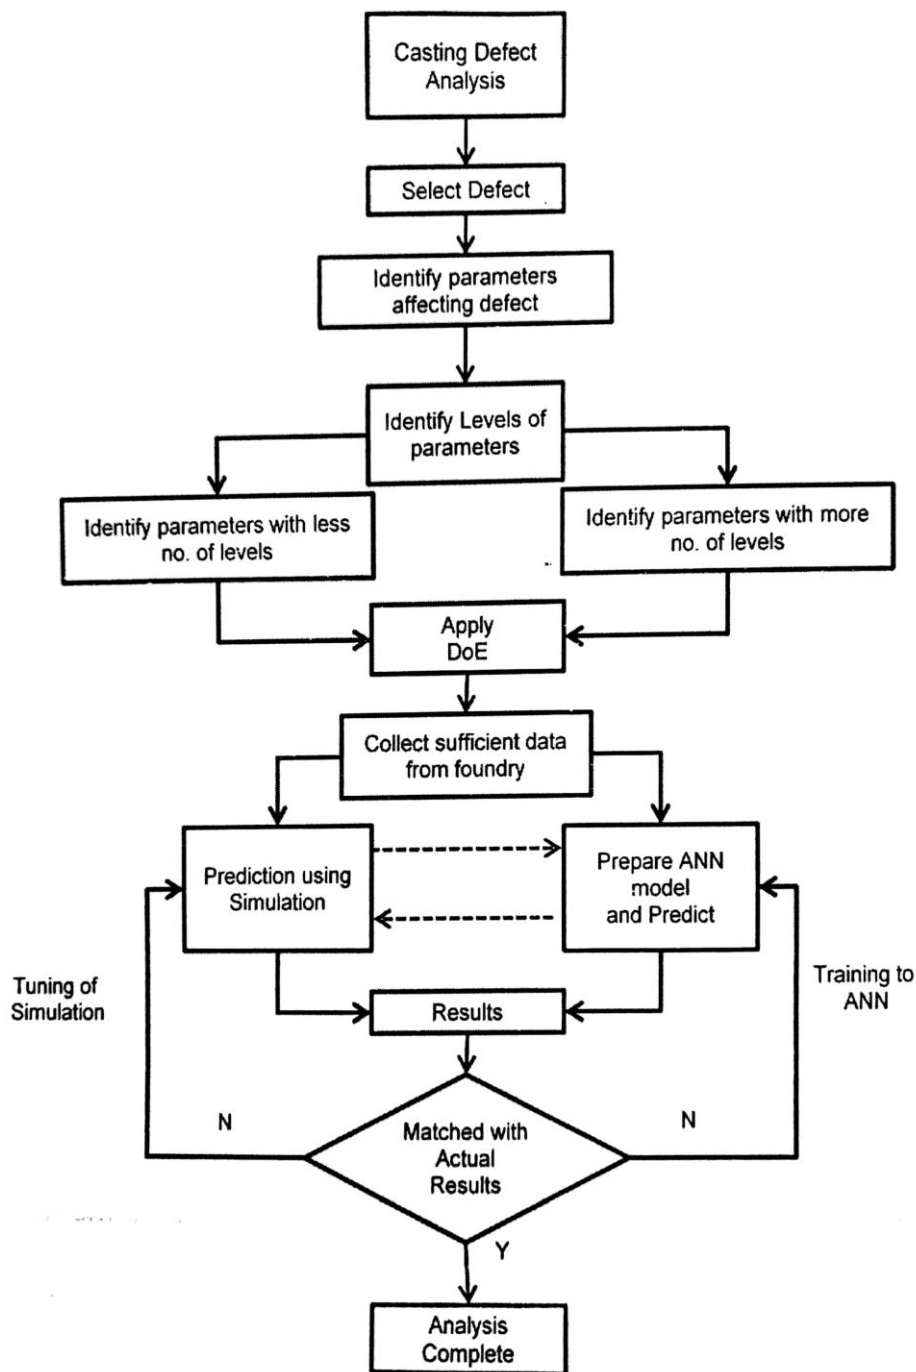 Casting Defect
Analysis
Select Defect
Identify parameters
affecting defect
Identify Levels of
parameters
Identify parameters with less
no. of levels
Identify parameters with more
no. of levels
Apply
DoE
Collect sufficient data
from foundry
Prediction using
Simulation
Prepare ANN
model
and Predict
Tuning of
Simulation
Training to
ANN
Results
N
N
Matched with
Actual
Results
Y
Analysis
Complete